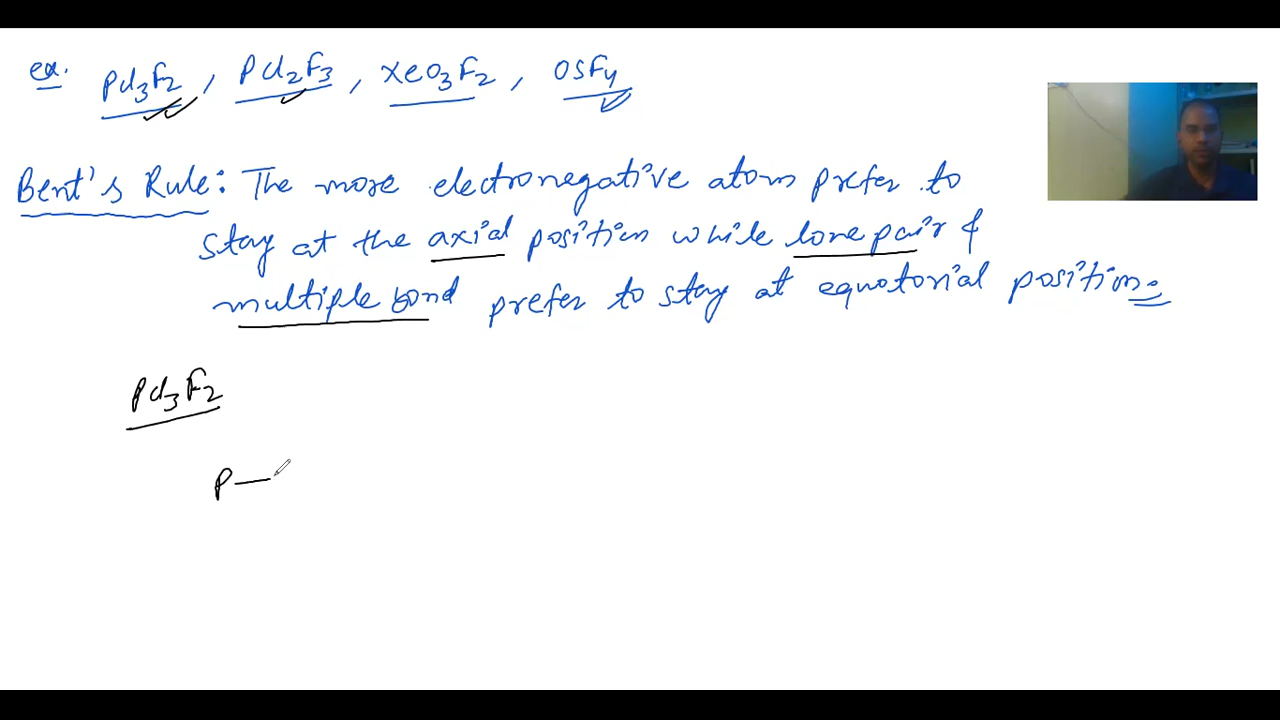 ex. PCl3F2, PCl2F3, XeO3F2, OSF4
Bent's Rule: The more electronegative atom prefer to
stay at the axial position while lone pair &
multiple bond prefer to stay at equotorial position.
PCl3F2
P—